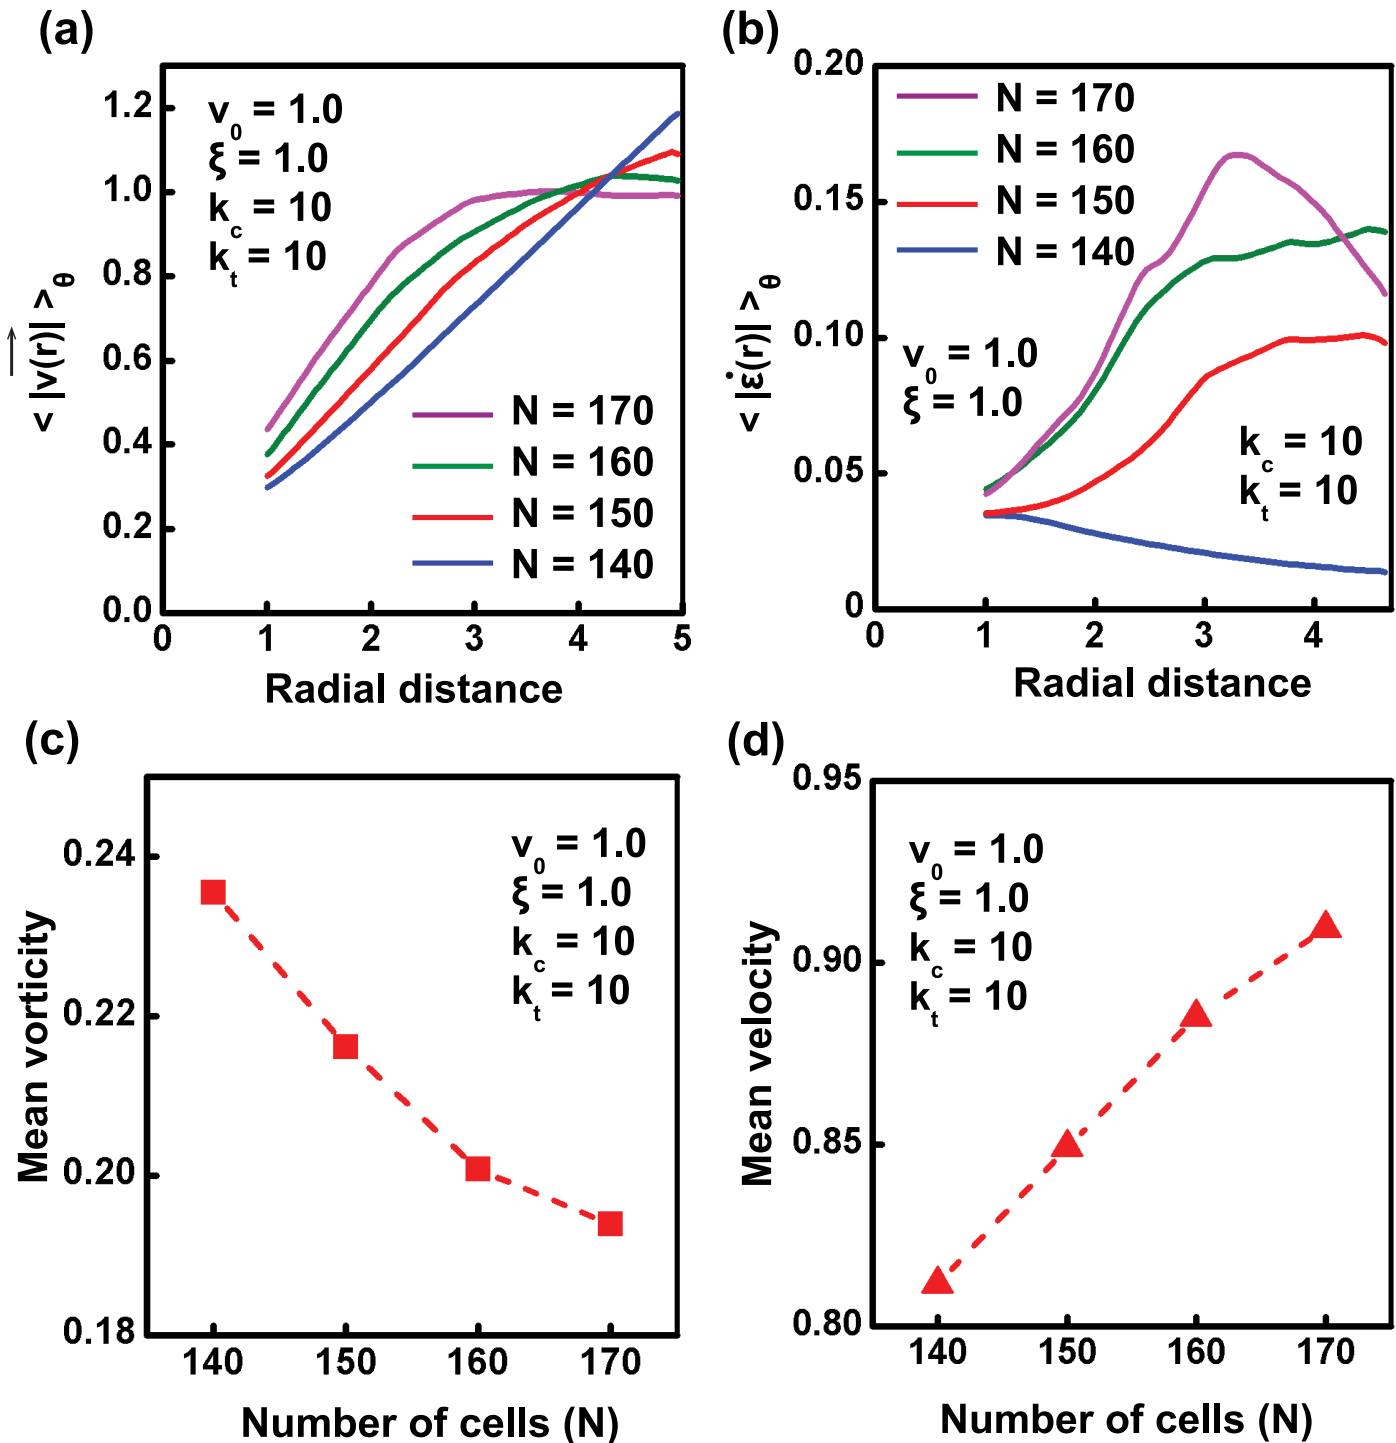 (a)
< |v(r)| >θ
1.2
1.0
0.8
0.6
0.4
0.2
0.0
v0 = 1.0
ξ = 1.0
kc = 10
kt = 10
N = 170
N = 160
N = 150
N = 140
0 1 2 3 4 5
Radial distance
(b)
< |ε̇(r)| >θ
0.20
0.15
0.10
0.05
0
N = 170
N = 160
N = 150
N = 140
v0 = 1.0
ξ = 1.0
kc = 10
kt = 10
0 1 2 3 4
Radial distance
(c)
Mean vorticity
0.24
0.22
0.20
0.18
v0 = 1.0
ξ = 1.0
kc = 10
kt = 10
140 150 160 170
Number of cells (N)
(d)
Mean velocity
0.95
0.90
0.85
0.80
v0 = 1.0
ξ = 1.0
kc = 10
kt = 10
140 150 160 170
Number of cells (N)